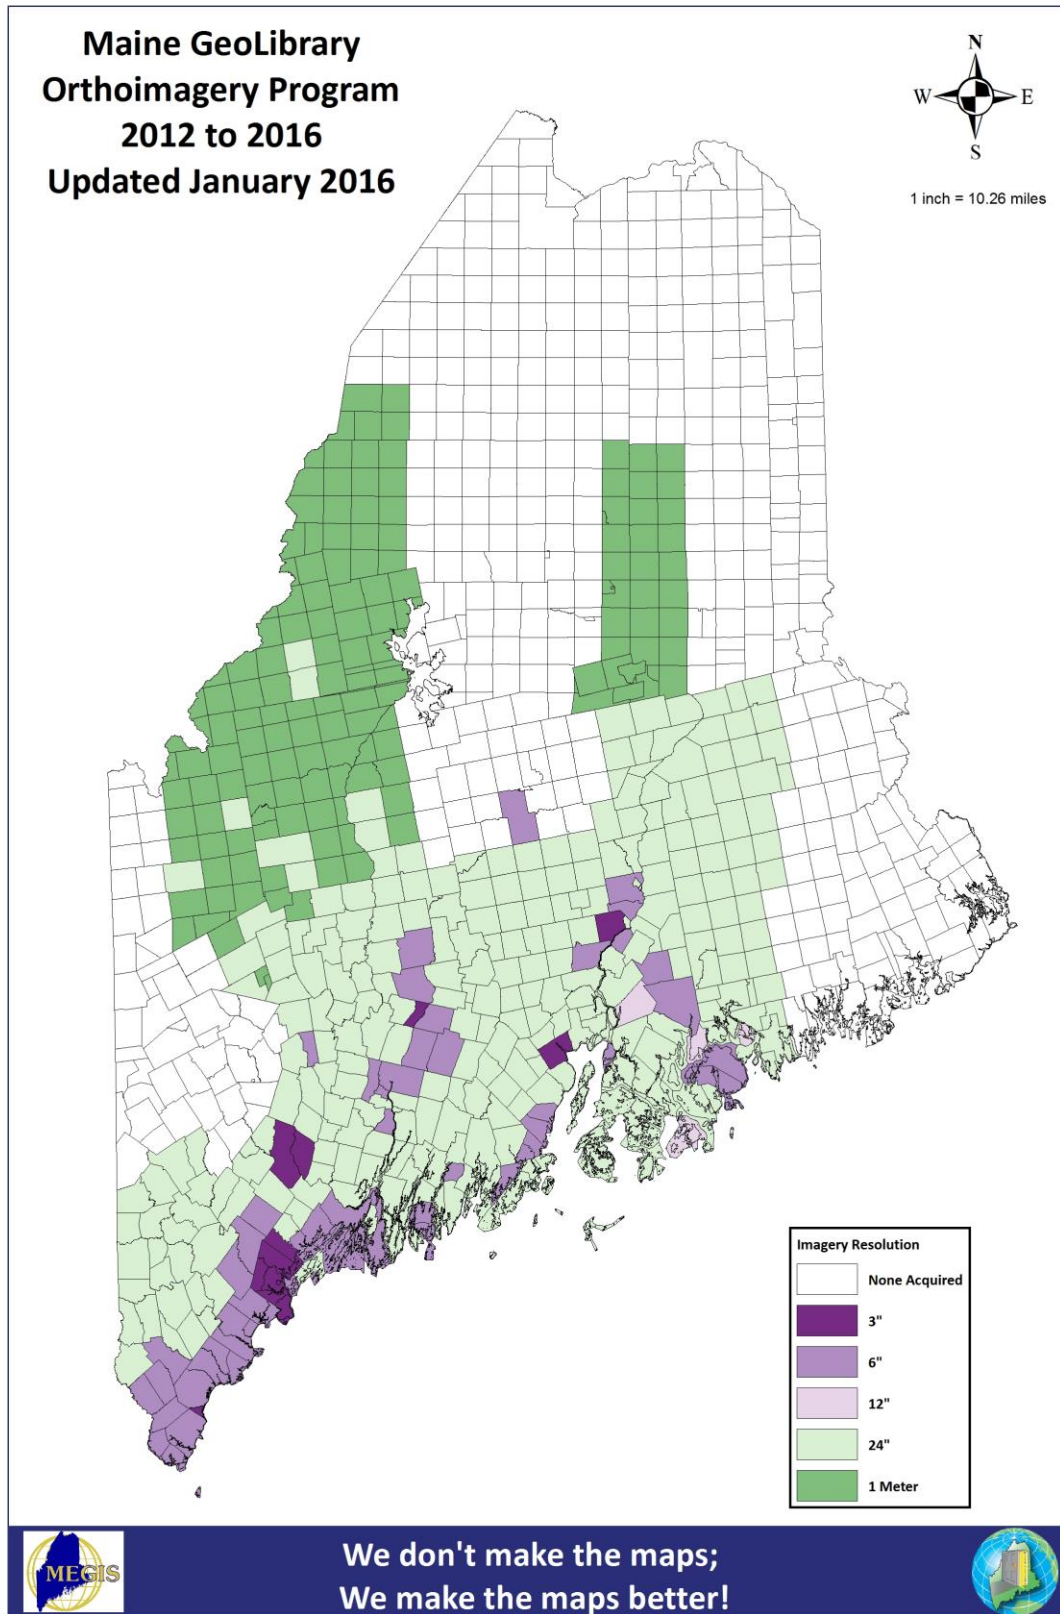 Maine GeoLibrary
Orthoimagery Program
2012 to 2016
Updated January 2016
N
W E
S
1 inch = 10.26 miles
Imagery Resolution
None Acquired
3"
6"
12"
24"
1 Meter
MEGIS
We don't make the maps;
We make the maps better!